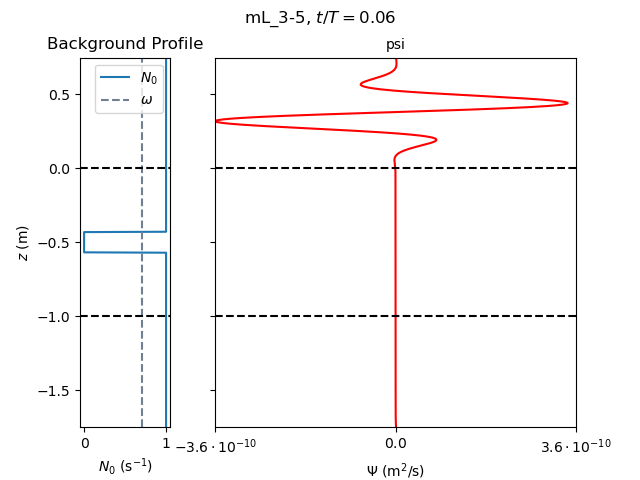 mL_3-5, t/T = 0.06
Background Profile
psi
N₀
ω
0.5
0.0
−0.5
−1.0
−1.5
z (m)
0
1
N₀ (s⁻¹)
−3.6 · 10⁻¹⁰
0.0
3.6 · 10⁻¹⁰
Ψ (m²/s)